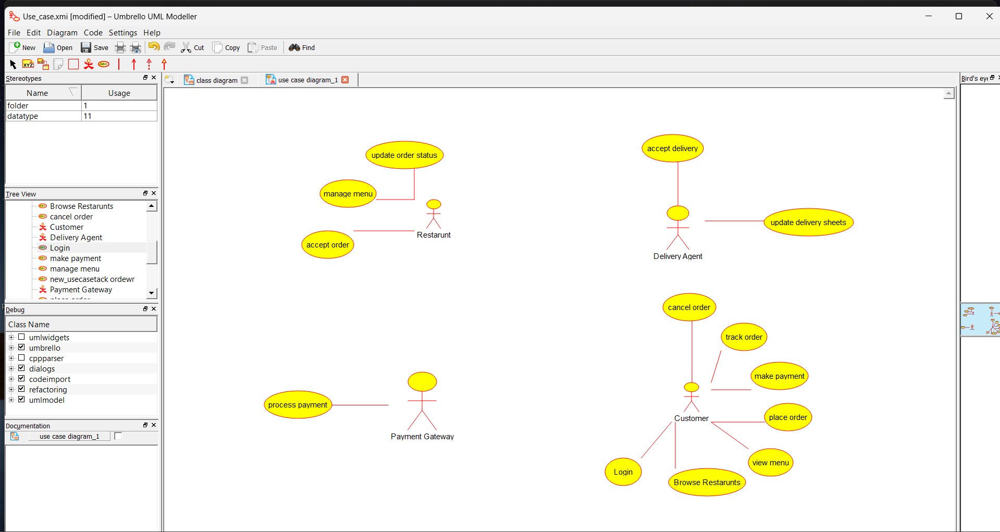 Use_case.xmi [modified] – Umbrello UML Modeller
File Edit Diagram Code Settings Help
New Open Save Cut Copy Paste Find
XYZ XYZ ABC
Stereotypes
Name Usage
folder 1
datatype 11
Tree View
Browse Restarunts
cancel order
Customer
Delivery Agent
Login
make payment
manage menu
new_usecasetack ordewr
Payment Gateway
place order
Debug
Class Name
umlwidgets
umbrello
cppparser
dialogs
codeimport
refactoring
umlmodel
Documentation
use case diagram_1
class diagram
use case diagram_1
update order status
manage menu
accept order
Restarunt
accept delivery
update delivery sheets
Delivery Agent
process payment
Payment Gateway
cancel order
track order
make payment
Customer
place order
view menu
Login
Browse Restarunts
Bird's eye